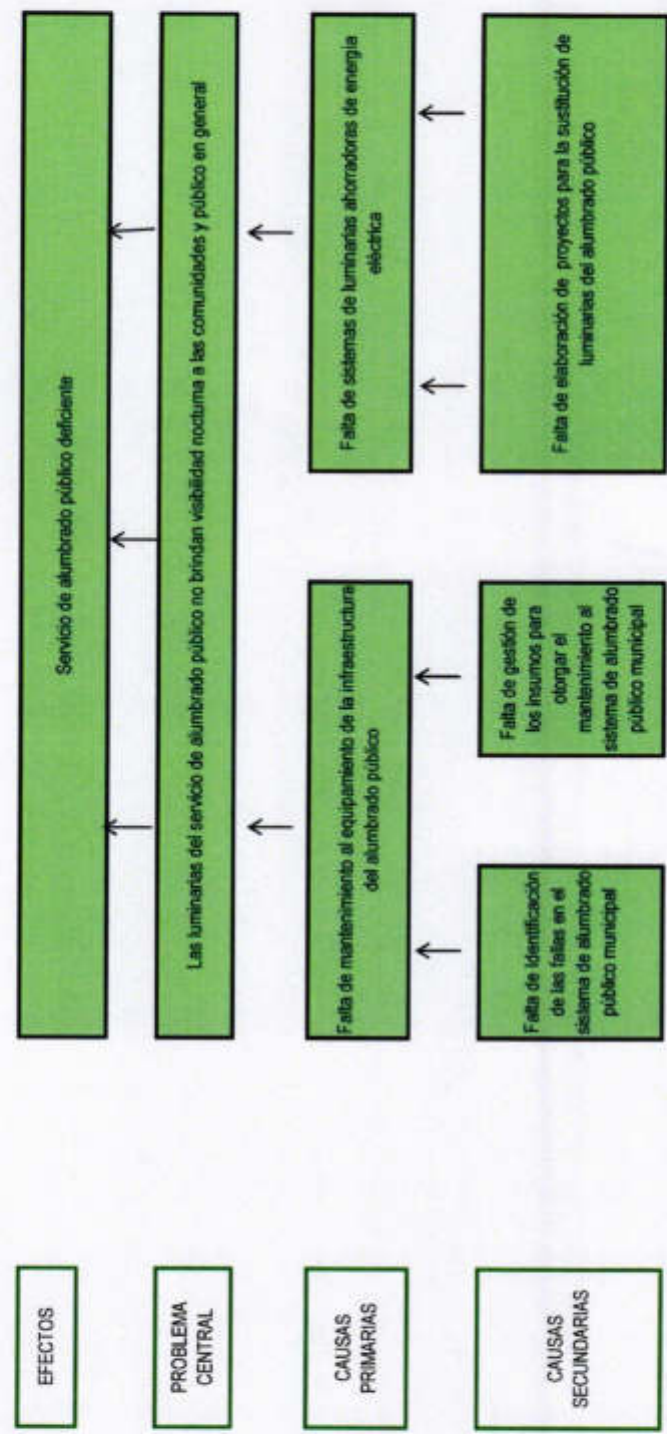 EFECTOS
Servicio de alumbrado público deficiente
PROBLEMA
CENTRAL
Las luminarias del servicio de alumbrado público no brindan visibilidad nocturna a las comunidades y público en general
CAUSAS
PRIMARIAS
Falta de mantenimiento al equipamiento de la infraestructura
del alumbrado público
Falta de sistemas de luminarias ahorradoras de energía
eléctrica
CAUSAS
SECUNDARIAS
Falta de Identificación
de las fallas en el
sistema de alumbrado
público municipal
Falta de gestión de
los insumos para
otorgar el
mantenimiento al
sistema de alumbrado
público municipal
Falta de elaboración de proyectos para la sustitución de
luminarias del alumbrado público